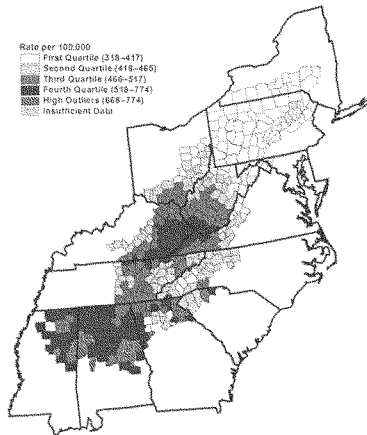 Rate per 100.000
First Quartile (318–417)
Second Quartile (418–465)
Third Quartile (466–517)
Fourth Quartile (518–774)
High Outliers (668–774)
Insufficient Data